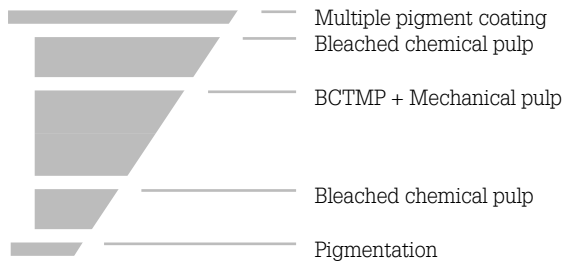 Multiple pigment coating
Bleached chemical pulp
BCTMP + Mechanical pulp
Bleached chemical pulp
Pigmentation